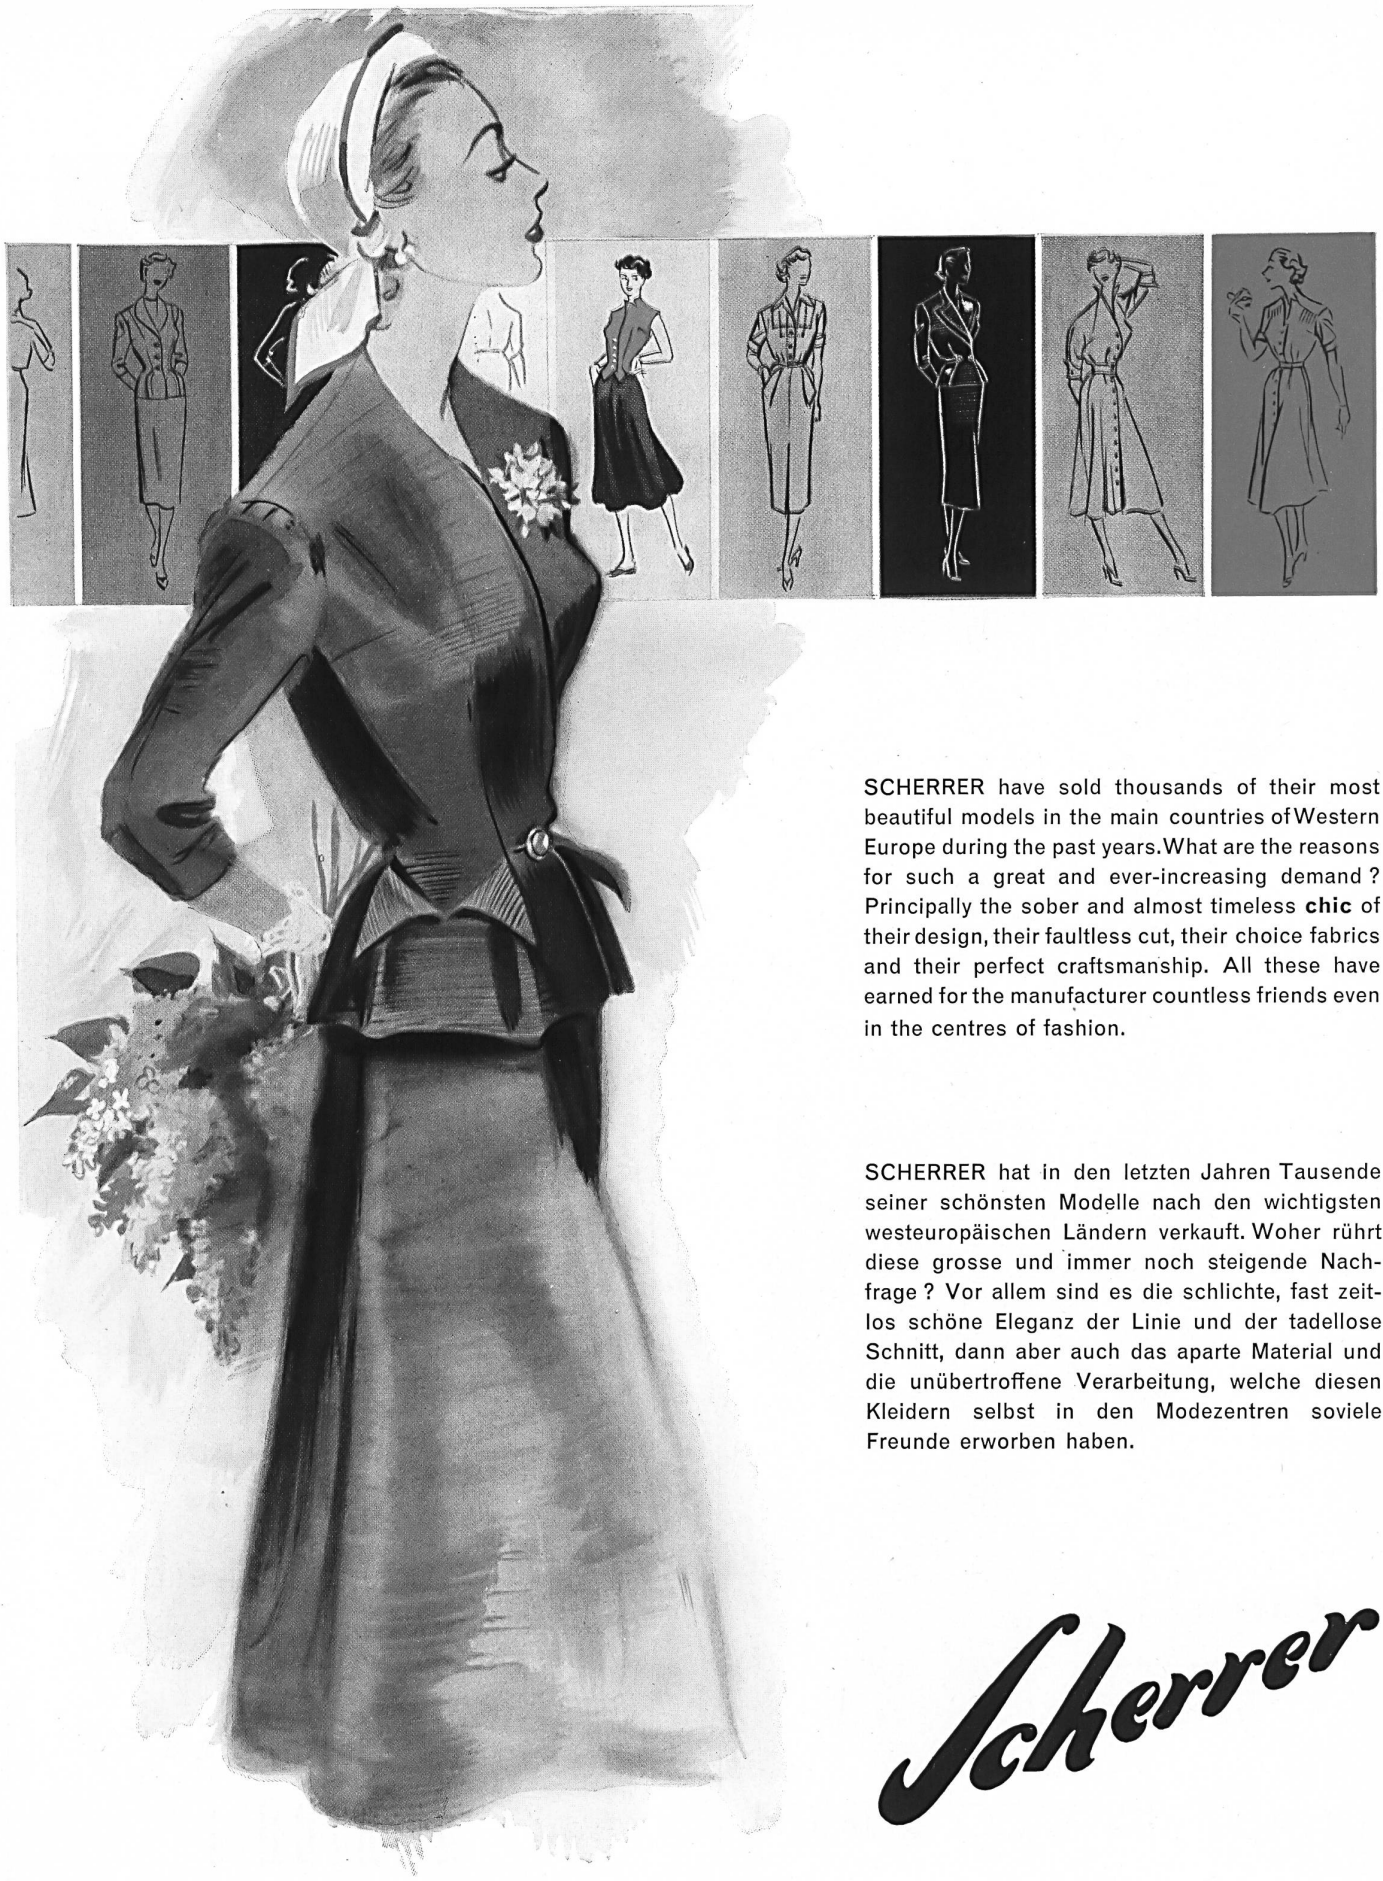 SCHERRER have sold thousands of their most
beautiful models in the main countries of Western
Europe during the past years. What are the reasons
for such a great and ever-increasing demand ?
Principally the sober and almost timeless chic of
their design, their faultless cut, their choice fabrics
and their perfect craftsmanship. All these have
earned for the manufacturer countless friends even
in the centres of fashion.
SCHERRER hat in den letzten Jahren Tausende
seiner schönsten Modelle nach den wichtigsten
westeuropäischen Ländern verkauft. Woher rührt
diese grosse und immer noch steigende Nach-
frage ? Vor allem sind es die schlichte, fast zeit-
los schöne Eleganz der Linie und der tadellose
Schnitt, dann aber auch das aparte Material und
die unübertroffene Verarbeitung, welche diesen
Kleidern selbst in den Modezentren soviele
Freunde erworben haben.
Scherrer